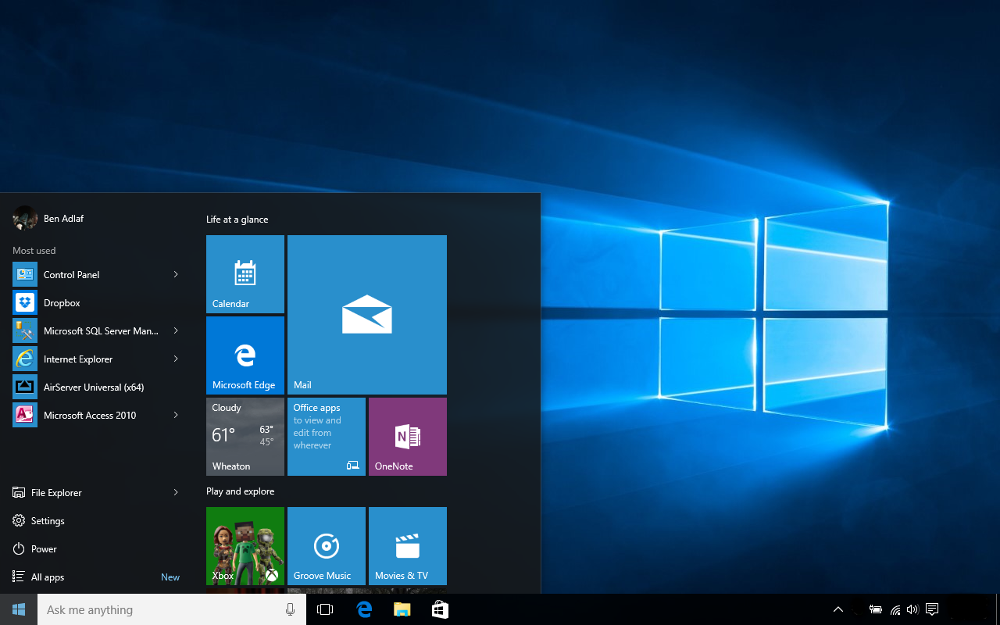 Ben Adlaf
Most used
Control Panel
Dropbox
Microsoft SQL Server Man...
Internet Explorer
AirServer Universal (x64)
Microsoft Access 2010
File Explorer
Settings
Power
All apps
New
Life at a glance
Calendar
Mail
Microsoft Edge
Cloudy
61°
63°
45°
Wheaton
Office apps
to view and
edit from
wherever
N
OneNote
Play and explore
Xbox
Groove Music
Movies & TV
Ask me anything